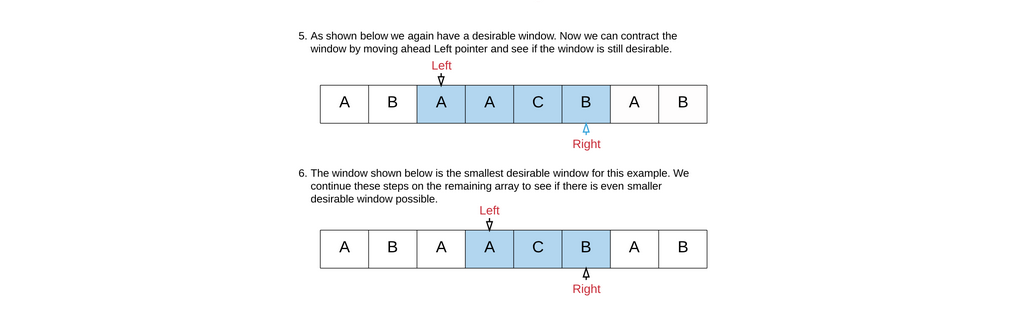 5. As shown below we again have a desirable window. Now we can contract the
window by moving ahead Left pointer and see if the window is still desirable.
Left
A B A A C B A B
Right
6. The window shown below is the smallest desirable window for this example. We
continue these steps on the remaining array to see if there is even smaller
desirable window possible.
Left
A B A A C B A B
Right